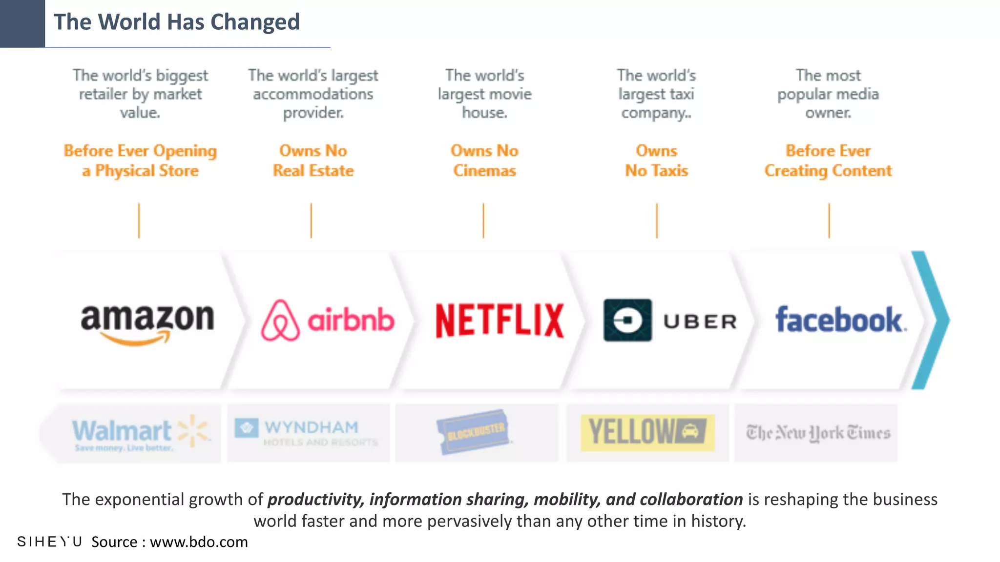 The World Has Changed
The world's biggest
retailer by market
value.
Before Ever Opening
a Physical Store
The world's largest
accommodations
provider.
Owns No
Real Estate
The world's
largest movie
house.
Owns No
Cinemas
The world's
largest taxi
company..
Owns
No Taxis
The most
popular media
owner.
Before Ever
Creating Content
amazon
airbnb
NETFLIX
UBER
facebook.
Walmart
Save money. Live better.
WYNDHAM
HOTELS AND RESORTS
BLOCKBUSTER
YELLOW
The New York Times
The exponential growth of productivity, information sharing, mobility, and collaboration is reshaping the business
world faster and more pervasively than any other time in history.
SIHEYU Source : www.bdo.com